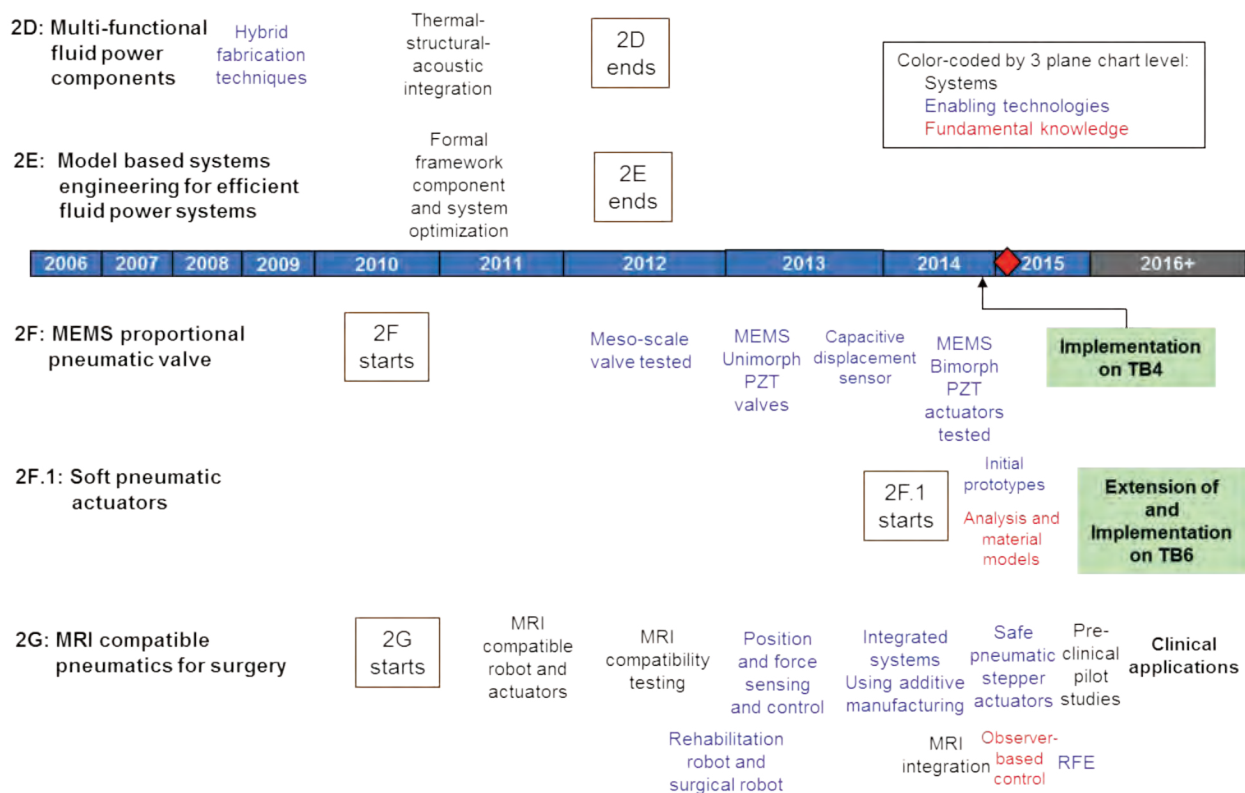 2D: Multi-functional
fluid power
components
Hybrid
fabrication
techniques
Thermal-
structural-
acoustic
integration
2D
ends
Color-coded by 3 plane chart level:
Systems
Enabling technologies
Fundamental knowledge
2E: Model based systems
engineering for efficient
fluid power systems
Formal
framework
component
and system
optimization
2E
ends
2006 2007 2008 2009 2010 2011 2012 2013 2014 2015 2016+
2F: MEMS proportional
pneumatic valve
2F
starts
Meso-scale
valve tested
MEMS
Unimorph
PZT
valves
Capacitive
displacement
sensor
MEMS
Bimorph
PZT
actuators
tested
Implementation
on TB4
2F.1: Soft pneumatic
actuators
2F.1
starts
Initial
prototypes
Analysis and
material
models
Extension of
and
Implementation
on TB6
2G: MRI compatible
pneumatics for surgery
2G
starts
MRI
compatible
robot and
actuators
MRI
compatibility
testing
Position
and force
sensing
and control
Integrated
systems
Using additive
manufacturing
Safe
pneumatic
stepper
actuators
Pre-
clinical
pilot
studies
Clinical
applications
Rehabilitation
robot and
surgical robot
MRI
integration
Observer-
based
control
RFE